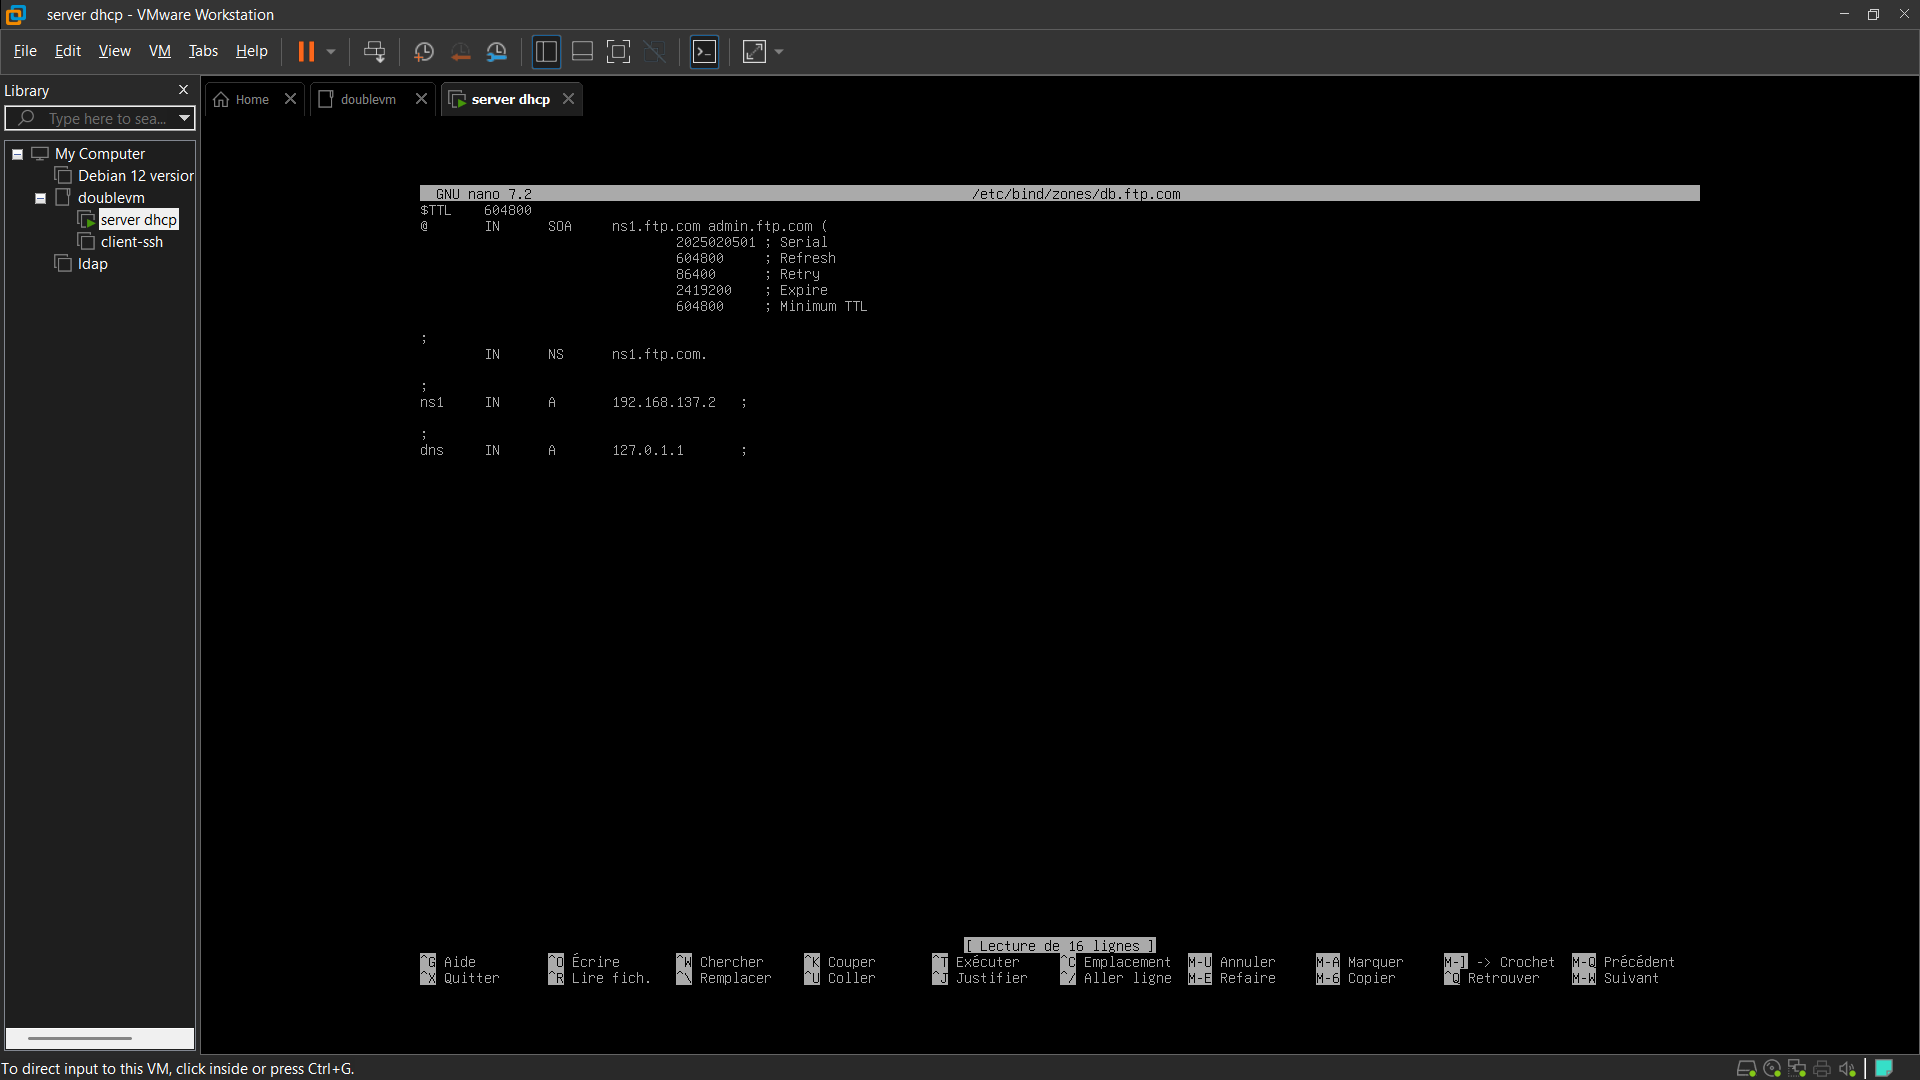 server dhcp - VMware Workstation
File Edit View VM Tabs Help
Library
Type here to sea...
My Computer
Debian 12 version
doublevm
server dhcp
client-ssh
ldap
Home doublevm server dhcp
GNU nano 7.2 /etc/bind/zones/db.ftp.com
$TTL 604800
@ IN SOA ns1.ftp.com admin.ftp.com (
2025020501 ; Serial
604800 ; Refresh
86400 ; Retry
2419200 ; Expire
604800 ; Minimum TTL
;
IN NS ns1.ftp.com.
;
ns1 IN A 192.168.137.2 ;
;
dns IN A 127.0.1.1 ;
[ Lecture de 16 lignes ]
^G Aide ^O Écrire ^W Chercher ^K Couper ^T Exécuter ^C Emplacement M-U Annuler M-A Marquer M-] -> Crochet M-Q Précédent
^X Quitter ^R Lire fich. ^\ Remplacer ^U Coller ^J Justifier ^/ Aller ligne M-E Refaire M-6 Copier ^Q Retrouver M-W Suivant
To direct input to this VM, click inside or press Ctrl+G.